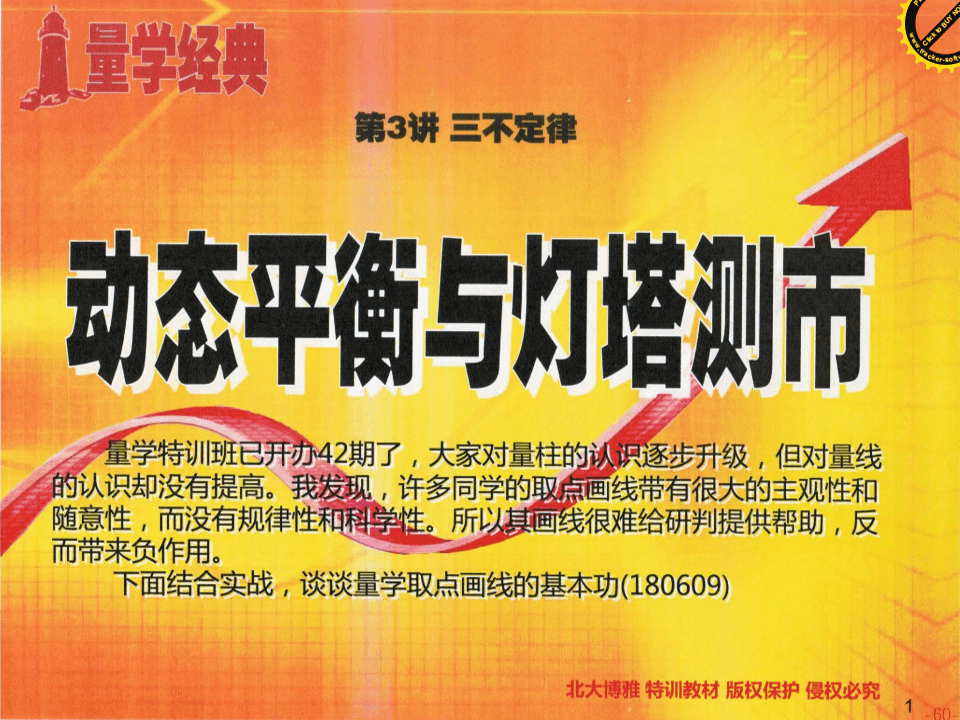 量学经典
Click to BUY NO
www.tracker-softw
第3讲 三不定律
动态平衡与灯塔测市
量学特训班已开办42期了，大家对量柱的认识逐步升级，但对量线
的认识却没有提高。我发现，许多同学的取点画线带有很大的主观性和
随意性，而没有规律性和科学性。所以其画线很难给研判提供帮助，反
而带来负作用。
下面结合实战，谈谈量学取点画线的基本功(180609)
北大博雅 特训教材 版权保护 侵权必究
1
-60-